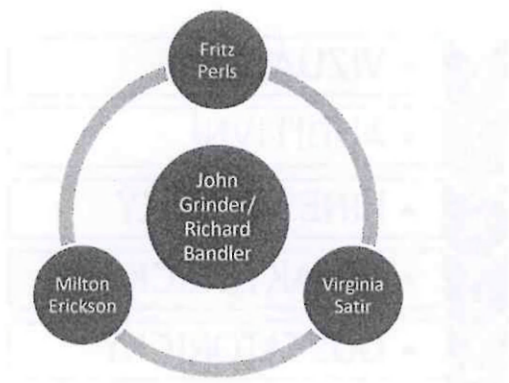 Fritz
Perls
John
Grinder/
Richard
Bandler
Milton
Erickson
Virginia
Satir